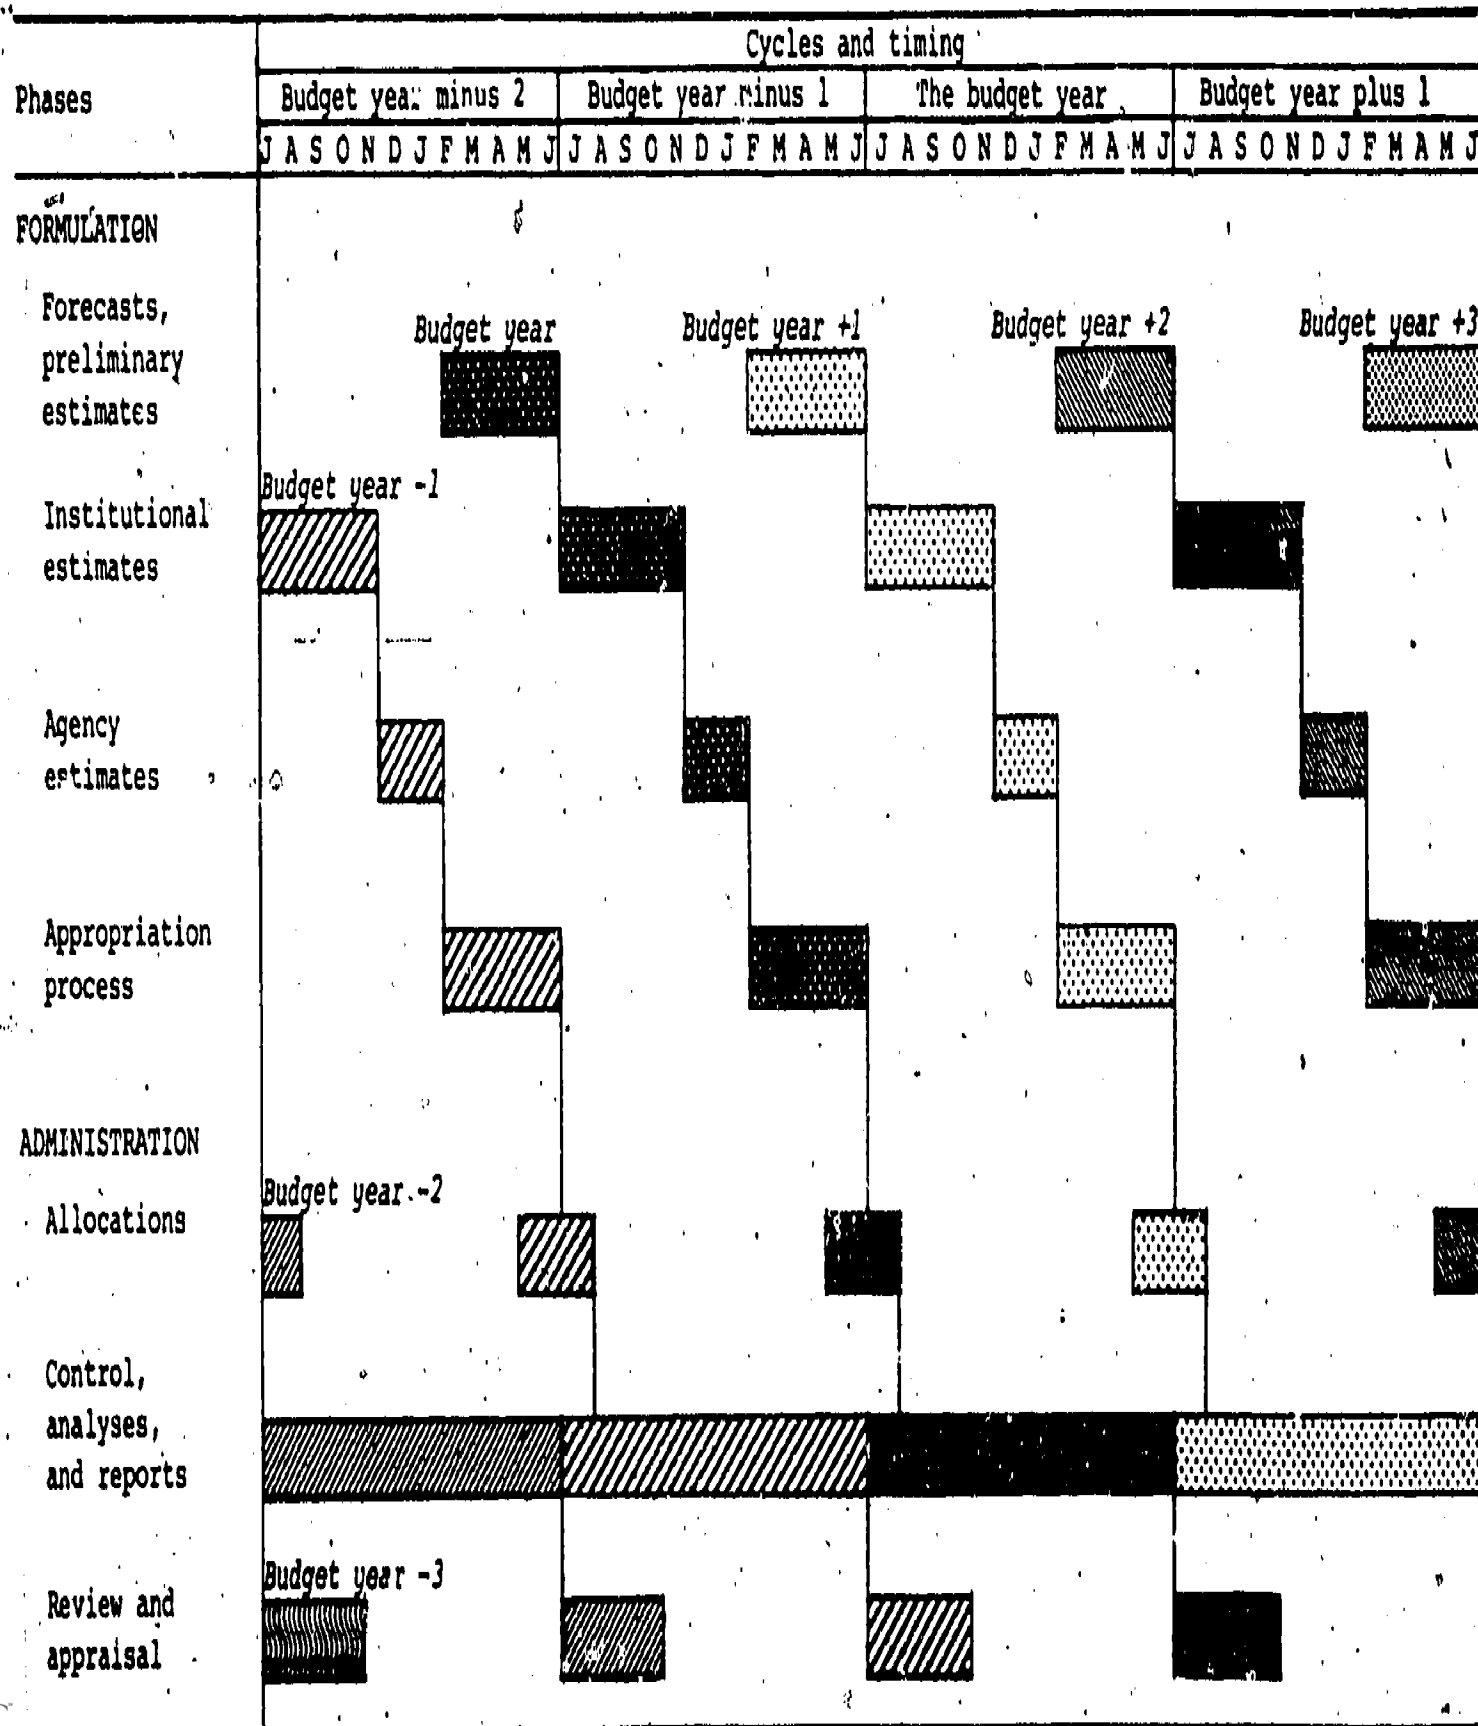 Cycles and timing
Phases
Budget year minus 2 Budget year minus 1 The budget year Budget year plus 1
J A S O N D J F M A M J J A S O N D J F M A M J J A S O N D J F M A M J J A S O N D J F M A M J
FORMULATION
Forecasts,
preliminary
estimates
Budget year Budget year +1 Budget year +2 Budget year +3
Budget year -1
Institutional
estimates
Agency
estimates
Appropriation
process
ADMINISTRATION
Budget year -2
Allocations
Control,
analyses,
and reports
Budget year -3
Review and
appraisal